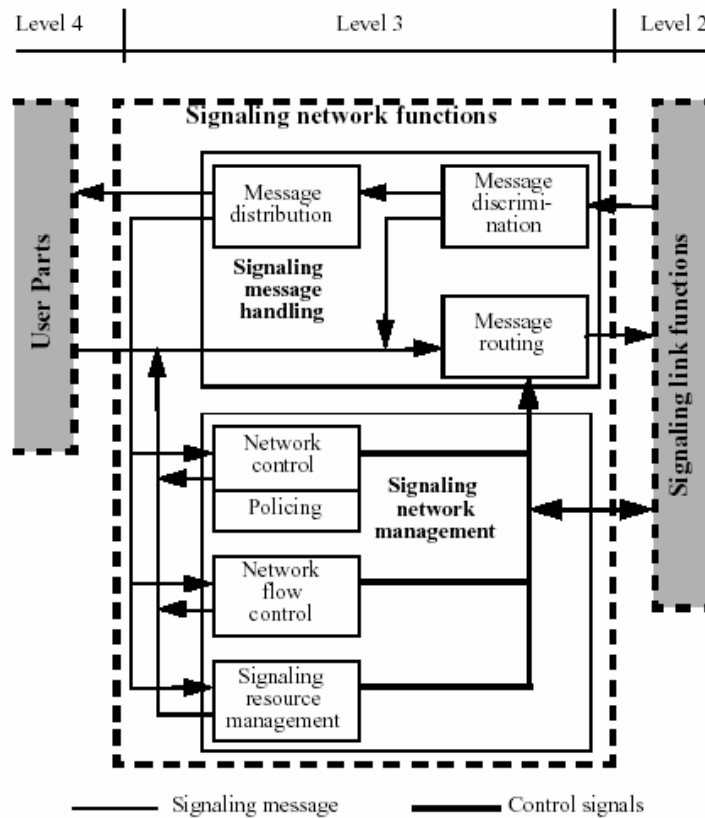 Level 4
Level 3
Level 2
Signaling network functions
Message
distribution
Message
discrimi-
nation
Signaling
message
handling
Message
routing
User Parts
Signaling link functions
Network
control
Policing
Signaling
network
management
Network
flow
control
Signaling
resource
management
Signaling message
Control signals